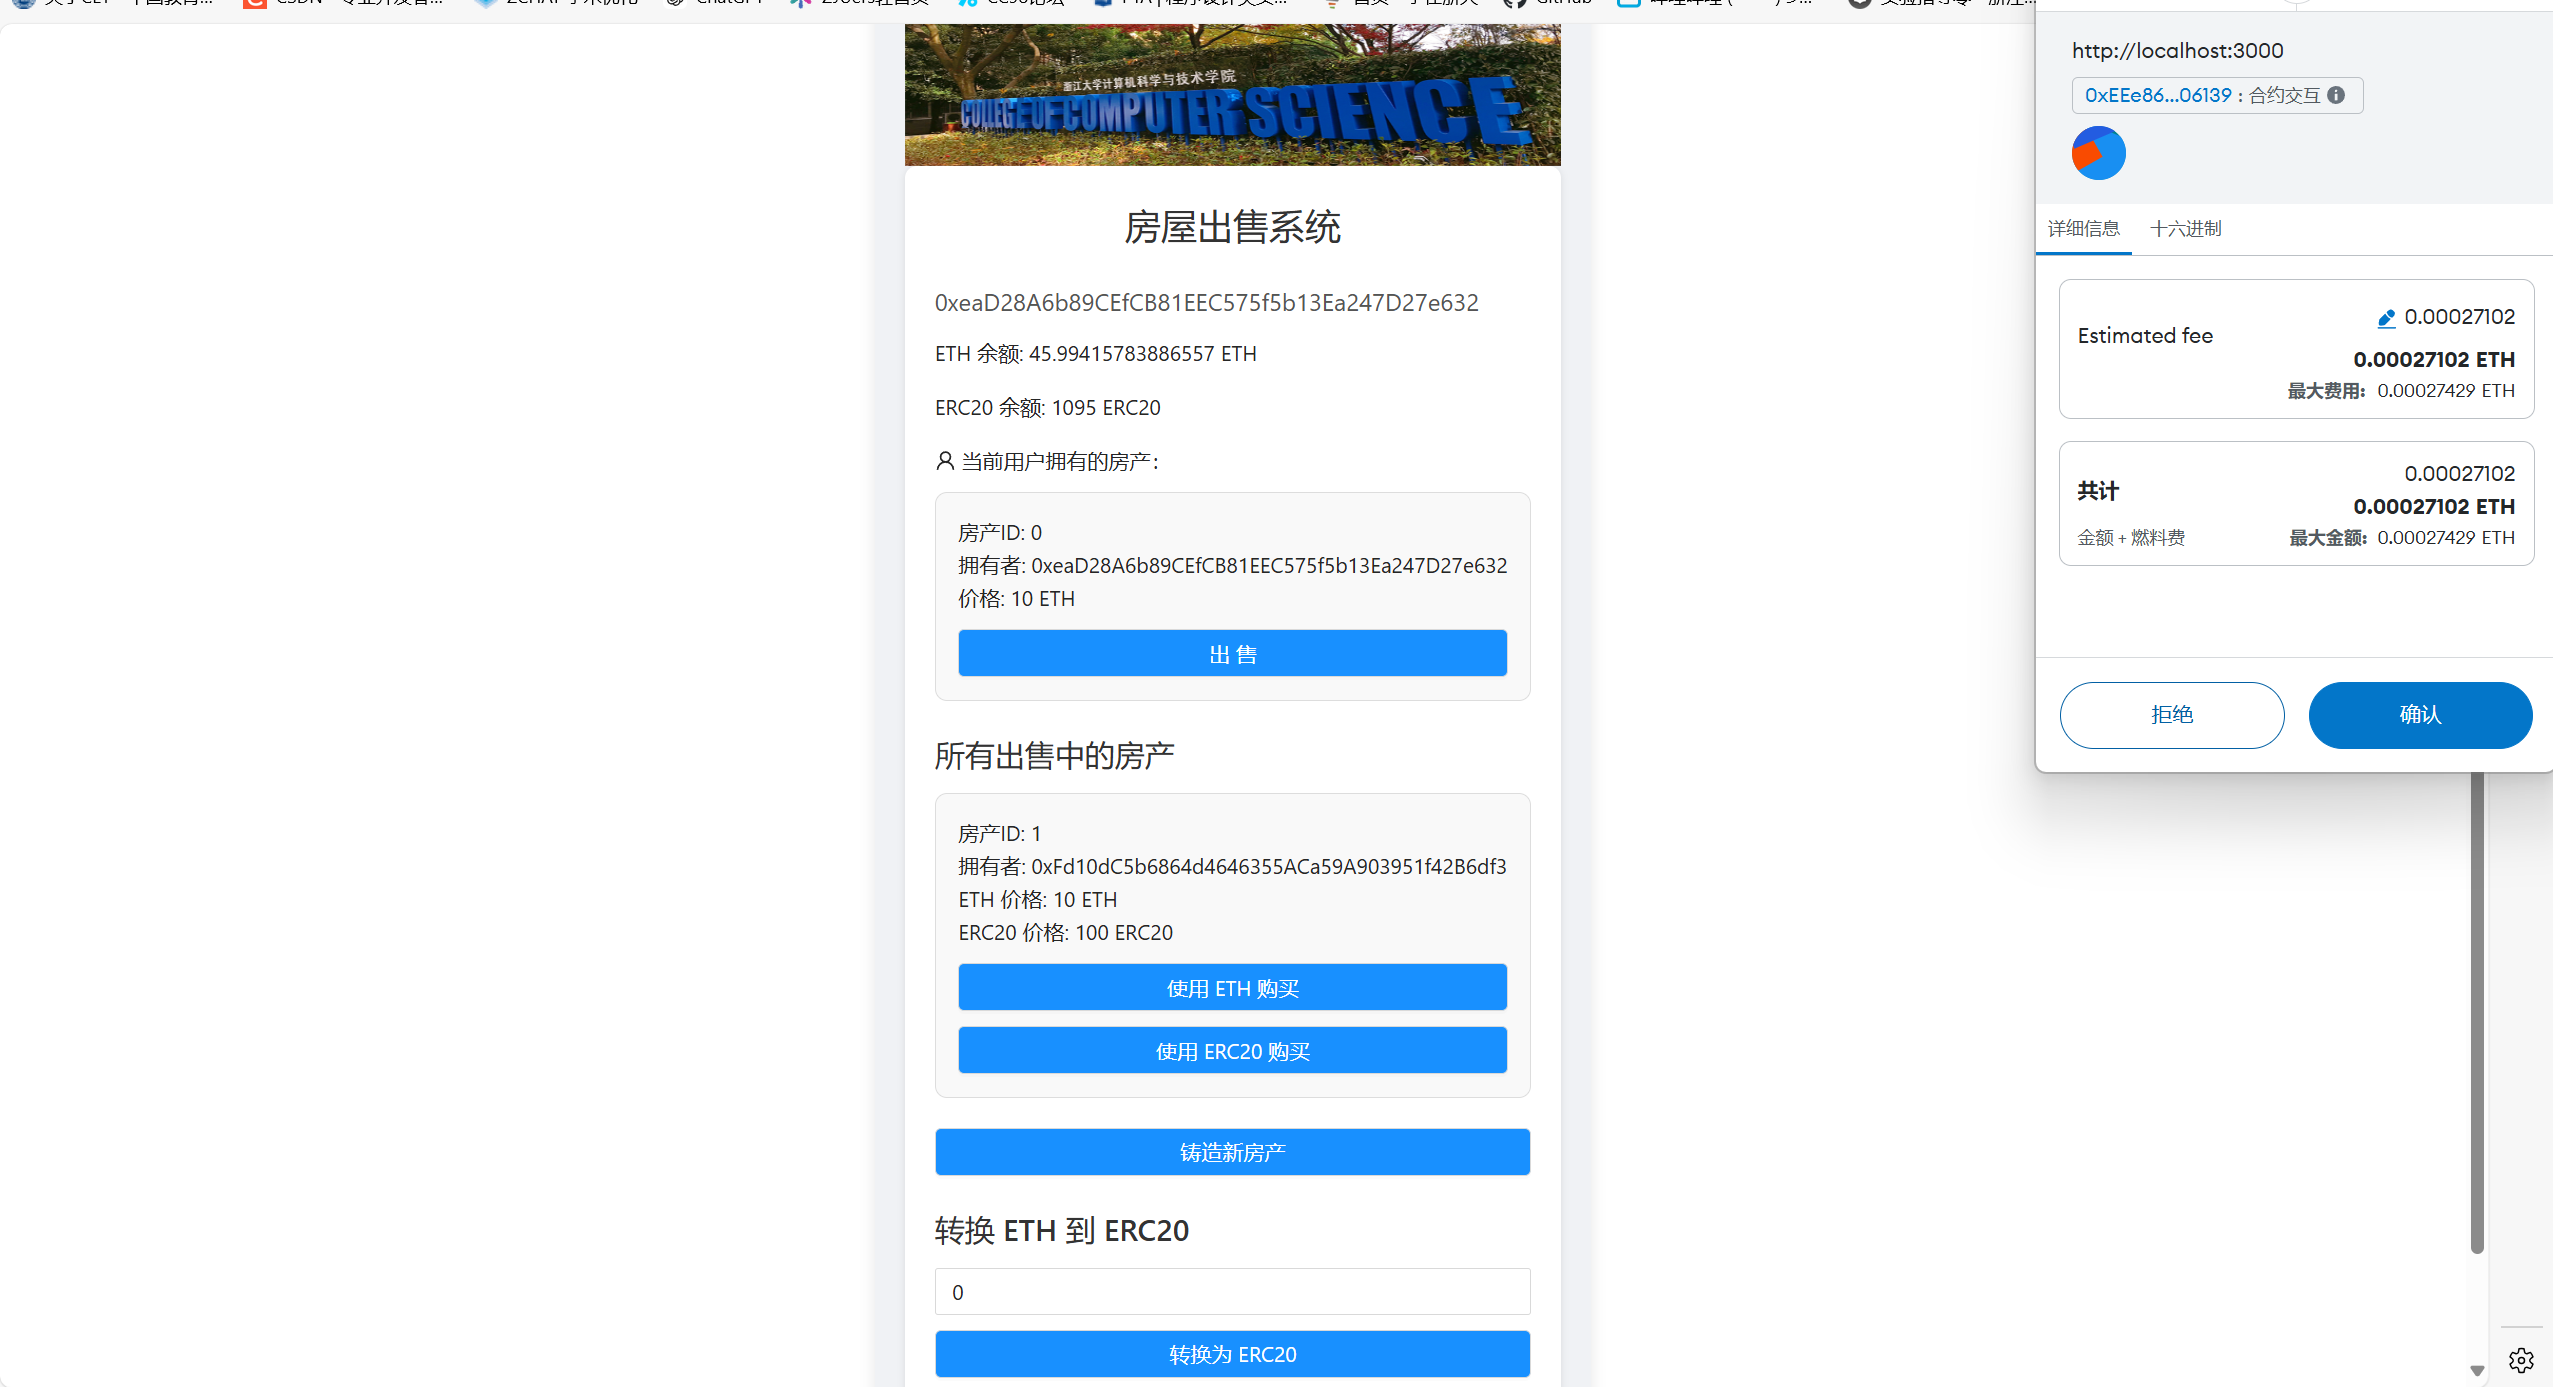 ChatGPT
GitHub
浙江大学计算机科学与技术学院
COLLEGE OF COMPUTER SCIENCE
房屋出售系统
0xeaD28A6b89CEfCB81EEC575f5b13Ea247D27e632
ETH 余额: 45.99415783886557 ETH
ERC20 余额: 1095 ERC20
当前用户拥有的房产：
房产ID: 0
拥有者: 0xeaD28A6b89CEfCB81EEC575f5b13Ea247D27e632
价格: 10 ETH
出 售
所有出售中的房产
房产ID: 1
拥有者: 0xFd10dC5b6864d4646355ACa59A903951f42B6df3
ETH 价格: 10 ETH
ERC20 价格: 100 ERC20
使用 ETH 购买
使用 ERC20 购买
铸造新房产
转换 ETH 到 ERC20
0
转换为 ERC20
http://localhost:3000
0xEEe86...06139 : 合约交互
详细信息 十六进制
0.00027102
Estimated fee
0.00027102 ETH
最大费用: 0.00027429 ETH
0.00027102
共计
0.00027102 ETH
金额 + 燃料费 最大金额: 0.00027429 ETH
拒绝 确认